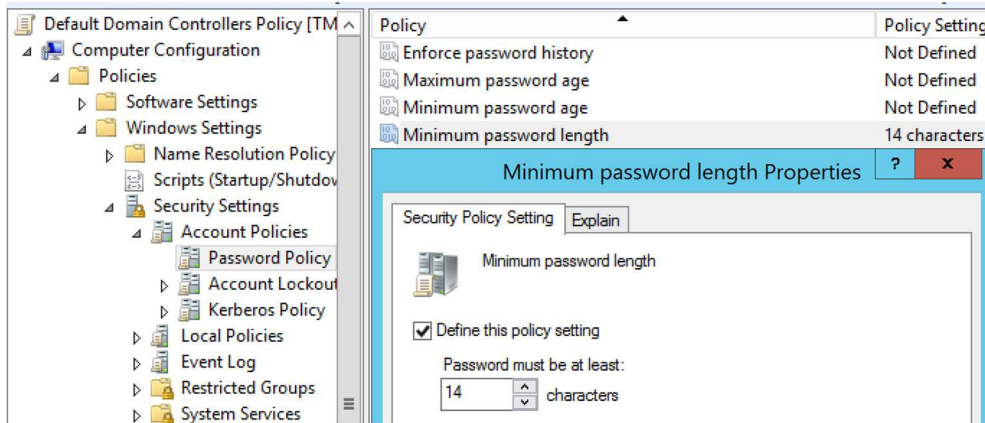 Default Domain Controllers Policy [TM
Computer Configuration
Policies
Software Settings
Windows Settings
Name Resolution Policy
Scripts (Startup/Shutdov
Security Settings
Account Policies
Password Policy
Account Lockout
Kerberos Policy
Local Policies
Event Log
Restricted Groups
System Services
Policy Policy Setting
Enforce password history Not Defined
Maximum password age Not Defined
Minimum password age Not Defined
Minimum password length 14 characters
Minimum password length Properties ? x
Security Policy Setting Explain
Minimum password length
Define this policy setting
Password must be at least:
14 characters